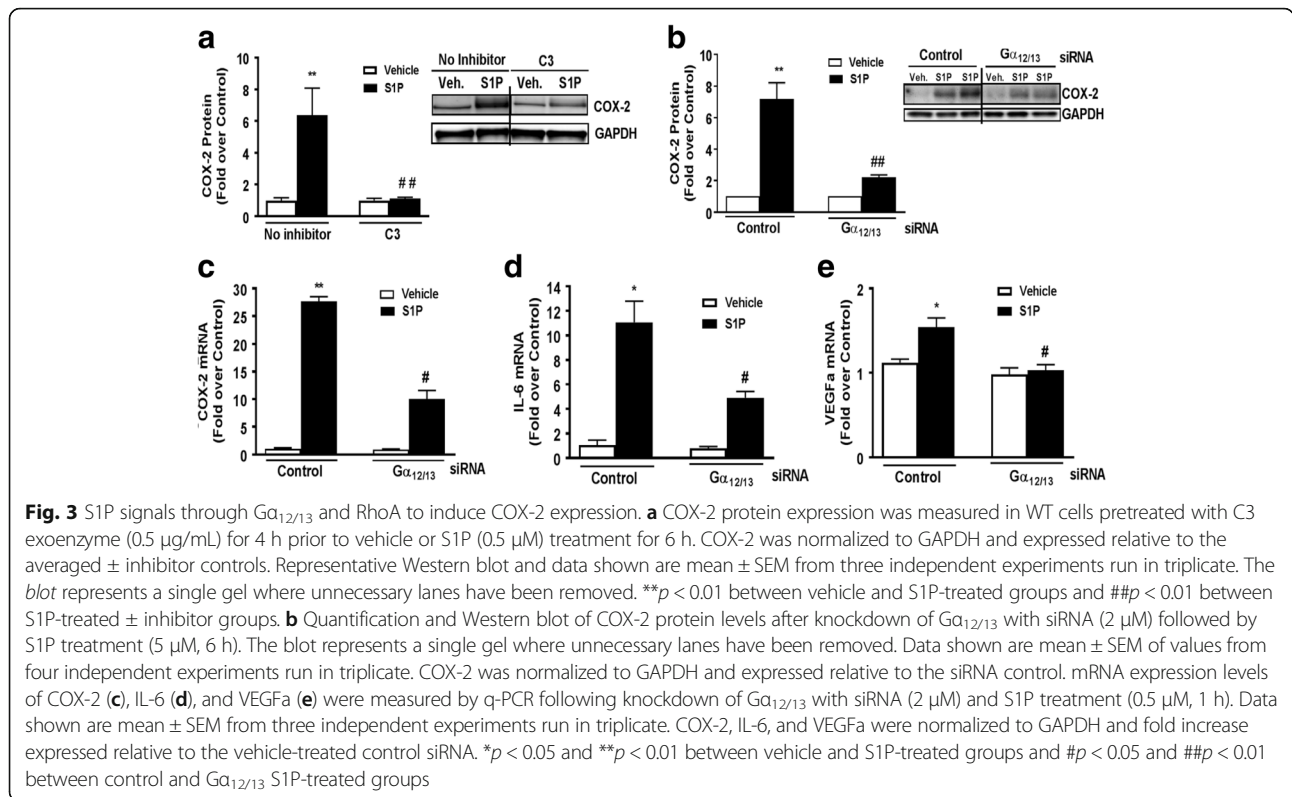 a
b
COX-2 Protein
(Fold over Control)
10
8
6
4
2
0
**
##
Vehicle
S1P
No inhibitor
C3
No Inhibitor
C3
Veh.
S1P
Veh.
S1P
COX-2
GAPDH
COX-2 Protein
(Fold over Control)
10
8
6
4
2
0
**
##
Vehicle
S1P
Control
Gα12/13
siRNA
Control
Gα12/13
siRNA
Veh. S1P S1P
Veh. S1P S1P
COX-2
GAPDH
c
COX-2 mRNA
(Fold over Control)
30
25
20
15
10
5
0
**
#
Vehicle
S1P
Control
Gα12/13
siRNA
d
IL-6 mRNA
(Fold over Control)
14
12
10
8
6
4
2
0
*
#
Vehicle
S1P
Control
Gα12/13
siRNA
e
VEGFa mRNA
(Fold over Control)
2
1
0
*
#
Vehicle
S1P
Control
Gα12/13
siRNA
Fig. 3 S1P signals through Gα12/13 and RhoA to induce COX-2 expression. a COX-2 protein expression was measured in WT cells pretreated with C3
exoenzyme (0.5 μg/mL) for 4 h prior to vehicle or S1P (0.5 μM) treatment for 6 h. COX-2 was normalized to GAPDH and expressed relative to the
averaged ± inhibitor controls. Representative Western blot and data shown are mean ± SEM from three independent experiments run in triplicate. The
blot represents a single gel where unnecessary lanes have been removed. **p < 0.01 between vehicle and S1P-treated groups and ##p < 0.01 between
S1P-treated ± inhibitor groups. b Quantification and Western blot of COX-2 protein levels after knockdown of Gα12/13 with siRNA (2 μM) followed by
S1P treatment (5 μM, 6 h). The blot represents a single gel where unnecessary lanes have been removed. Data shown are mean ± SEM of values from
four independent experiments run in triplicate. COX-2 was normalized to GAPDH and expressed relative to the siRNA control. mRNA expression levels
of COX-2 (c), IL-6 (d), and VEGFa (e) were measured by q-PCR following knockdown of Gα12/13 with siRNA (2 μM) and S1P treatment (0.5 μM, 1 h). Data
shown are mean ± SEM from three independent experiments run in triplicate. COX-2, IL-6, and VEGFa were normalized to GAPDH and fold increase
expressed relative to the vehicle-treated control siRNA. *p < 0.05 and **p < 0.01 between vehicle and S1P-treated groups and #p < 0.05 and ##p < 0.01
between control and Gα12/13 S1P-treated groups